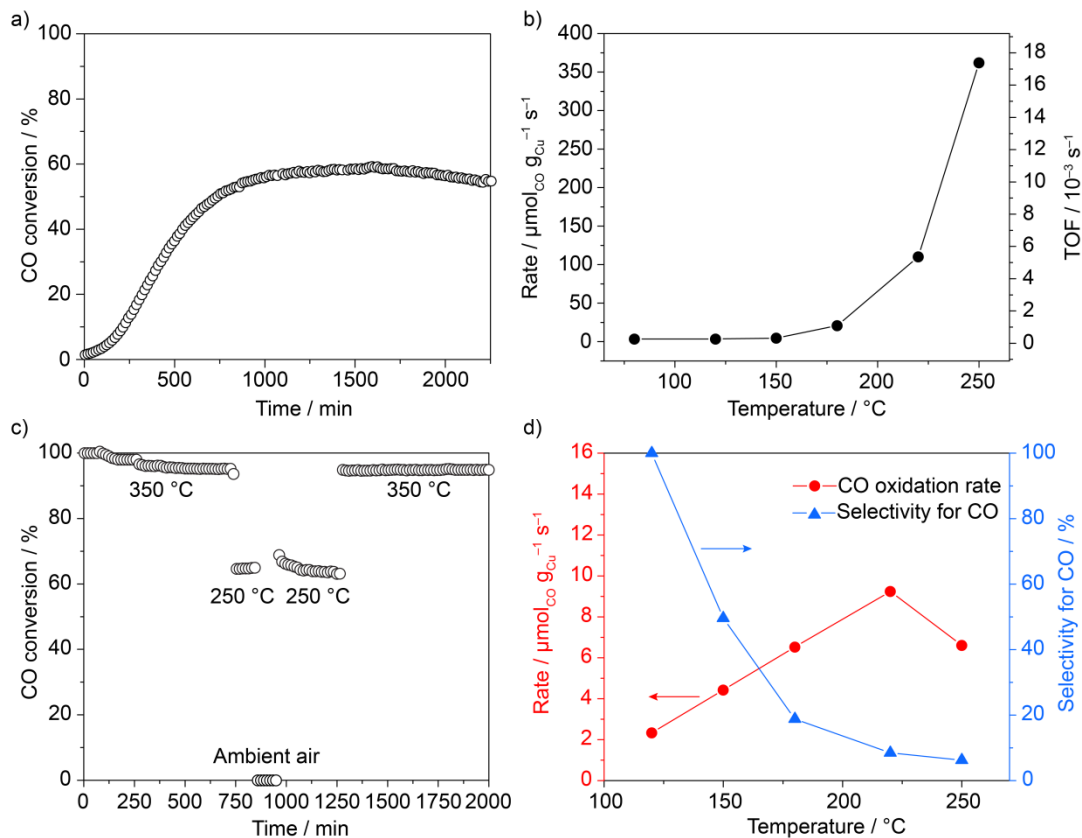 a)
CO conversion / %
100
80
60
40
20
0
0 500 1000 1500 2000
Time / min
b)
Rate / μmol_CO g_Cu⁻¹ s⁻¹
400
350
300
250
200
150
100
50
0
100 150 200 250
Temperature / °C
18
16
14
12
10
8
6
4
2
0
TOF / 10⁻³ s⁻¹
c)
CO conversion / %
100
80
60
40
20
0
350 °C
250 °C
250 °C
350 °C
Ambient air
0 250 500 750 1000 1250 1500 1750 2000
Time / min
d)
Rate / μmol_CO g_Cu⁻¹ s⁻¹
16
14
12
10
8
6
4
2
0
CO oxidation rate
Selectivity for CO
100 150 200 250
Temperature / °C
100
80
60
40
20
0
Selectivity for CO / %